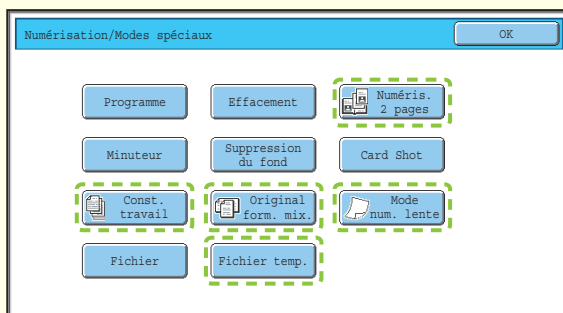 Numérisation/Modes spéciaux
OK
Programme
Effacement
Numéris.
2 pages
Minuteur
Suppression
du fond
Card Shot
Const.
travail
Original
form. mix.
Mode
num. lente
Fichier
Fichier temp.